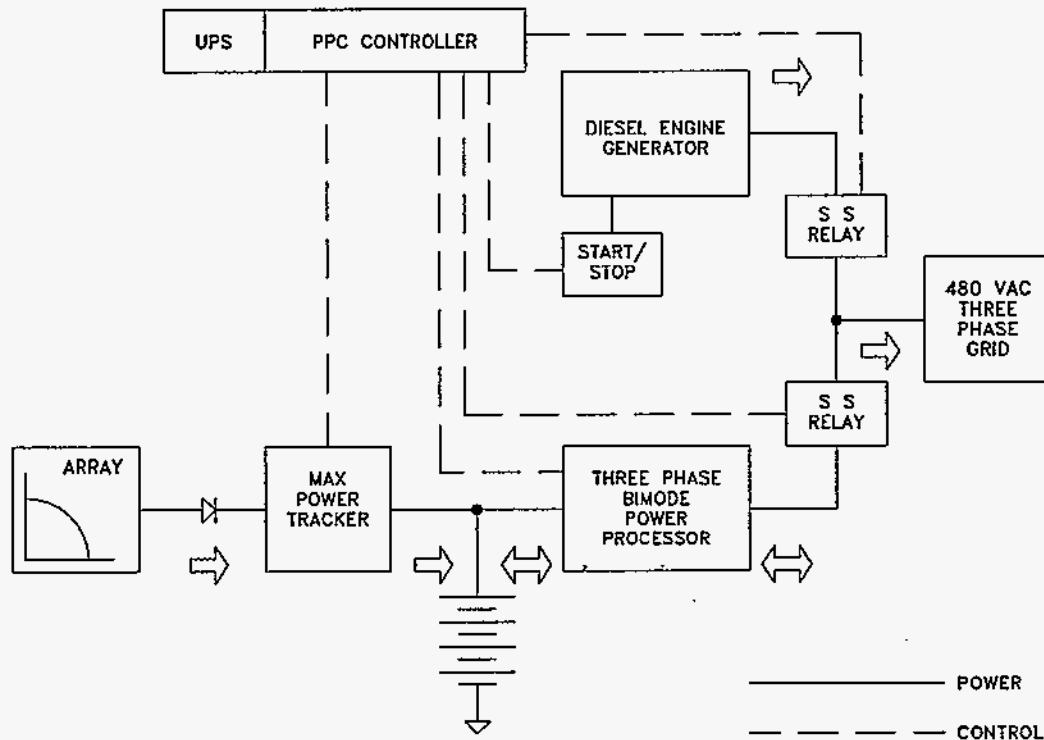 UPS
PPC CONTROLLER
DIESEL ENGINE
GENERATOR
START/
STOP
S S
RELAY
480 VAC
THREE
PHASE
GRID
S S
RELAY
ARRAY
MAX
POWER
TRACKER
THREE PHASE
BIMODE
POWER
PROCESSOR
POWER
CONTROL